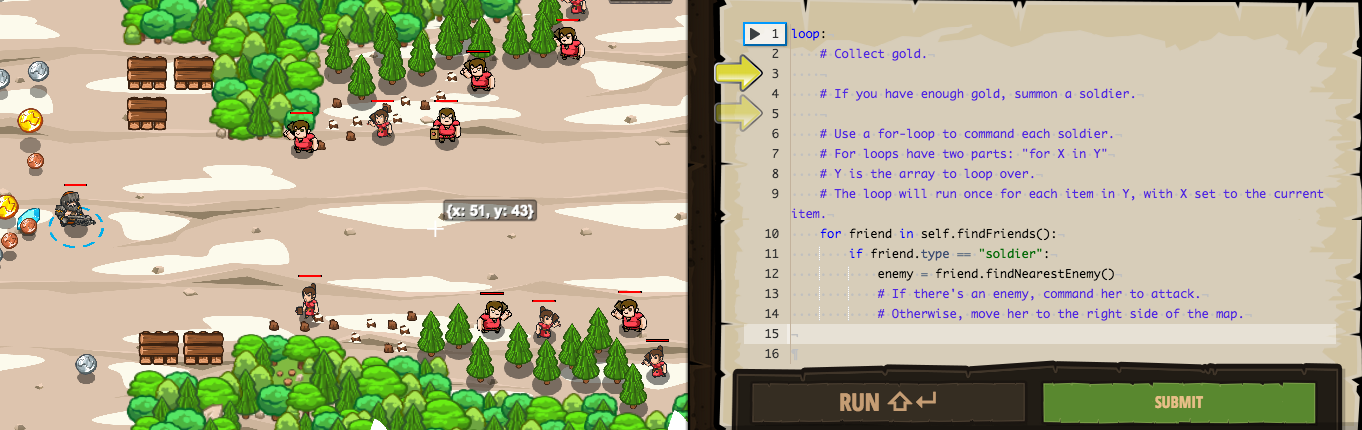 {x: 51, y: 43}
1 loop:
2 # Collect gold.
3
4 # If you have enough gold, summon a soldier.
5
6 # Use a for-loop to command each soldier.
7 # For loops have two parts: "for X in Y"
8 # Y is the array to loop over.
9 # The loop will run once for each item in Y, with X set to the current
item.
10 for friend in self.findFriends():
11 if friend.type == "soldier":
12 enemy = friend.findNearestEnemy()
13 # If there's an enemy, command her to attack.
14 # Otherwise, move her to the right side of the map.
15
16
RUN ⇧↵
SUBMIT